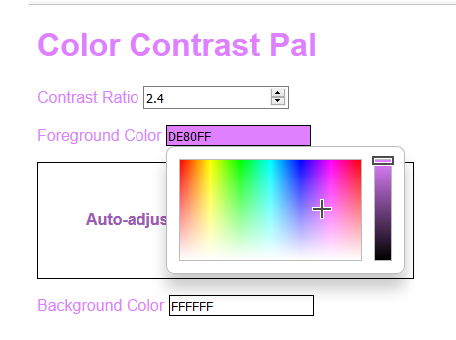 Color Contrast Pal
Contrast Ratio 2.4
Foreground Color DE80FF
Auto-adjus
Background Color FFFFFF